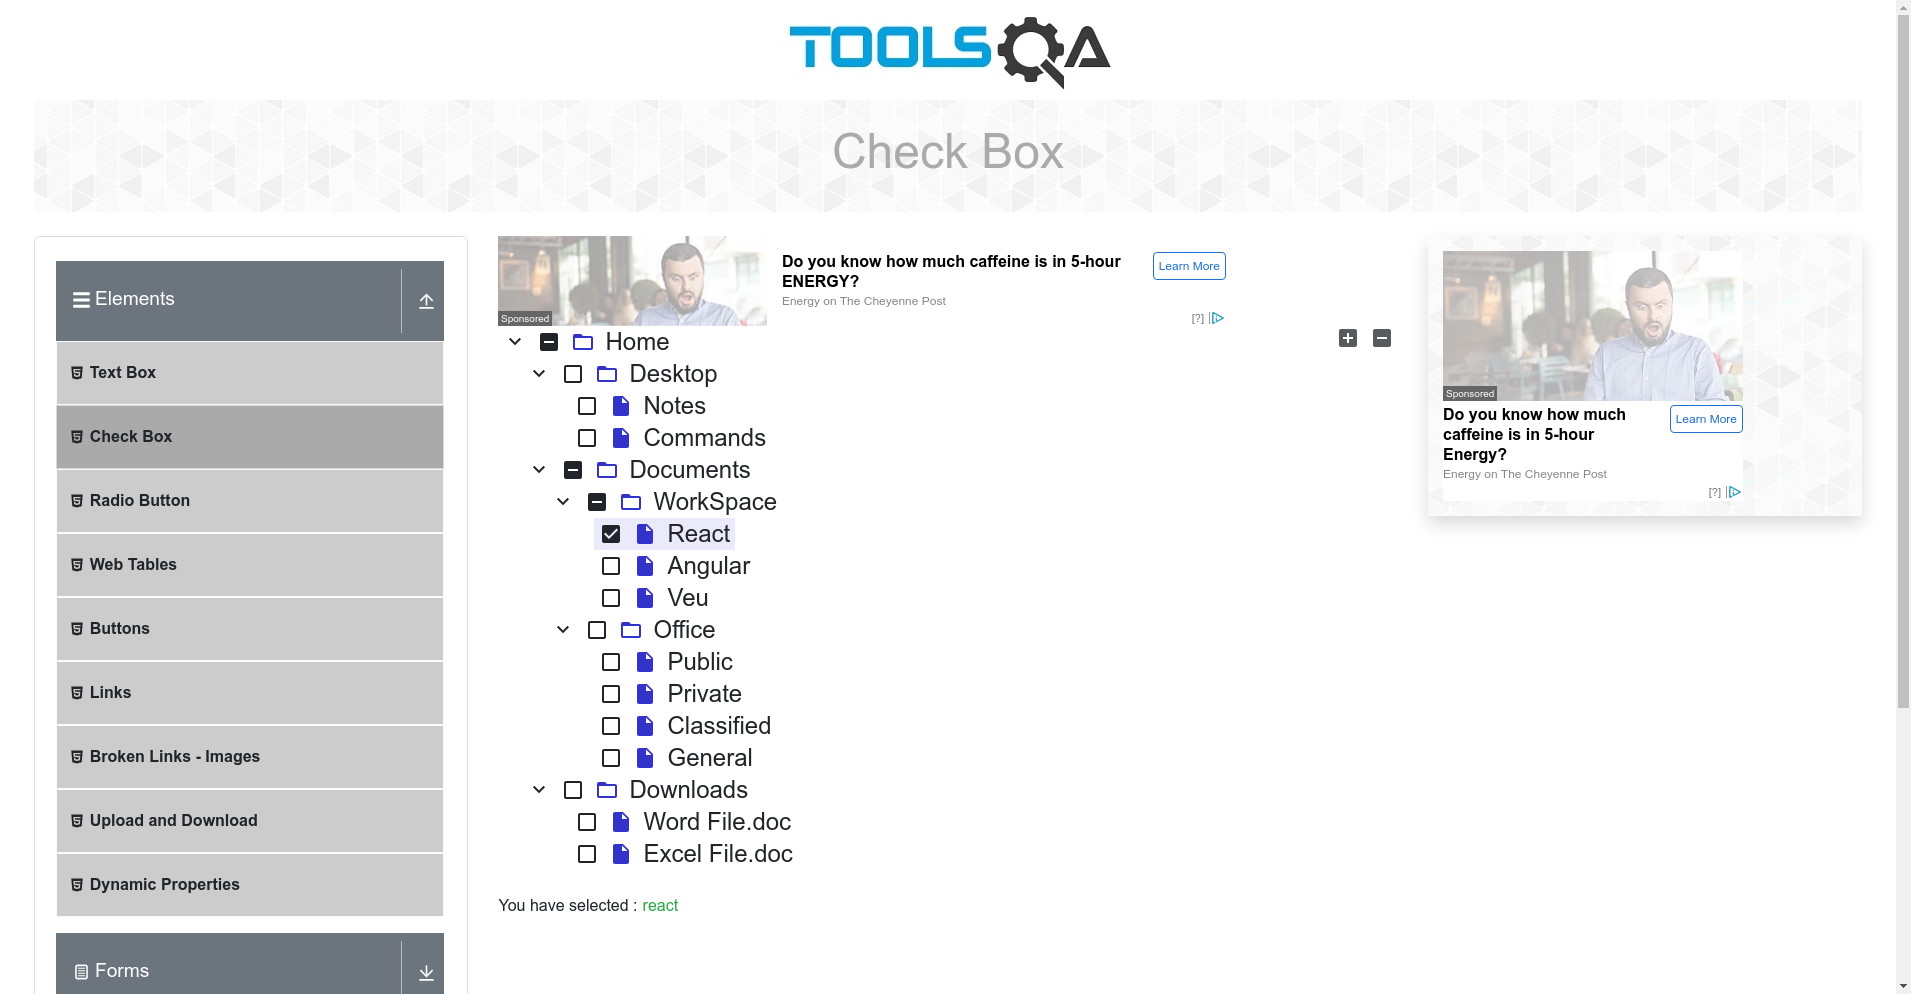 TOOLSQA
Check Box
Elements
Text Box
Check Box
Radio Button
Web Tables
Buttons
Links
Broken Links - Images
Upload and Download
Dynamic Properties
Forms
Sponsored
Do you know how much caffeine is in 5-hour
ENERGY?
Energy on The Cheyenne Post
Learn More
[?]
Home
Desktop
Notes
Commands
Documents
WorkSpace
React
Angular
Veu
Office
Public
Private
Classified
General
Downloads
Word File.doc
Excel File.doc
You have selected : react
Sponsored
Do you know how much
caffeine is in 5-hour
Energy?
Energy on The Cheyenne Post
Learn More
[?]